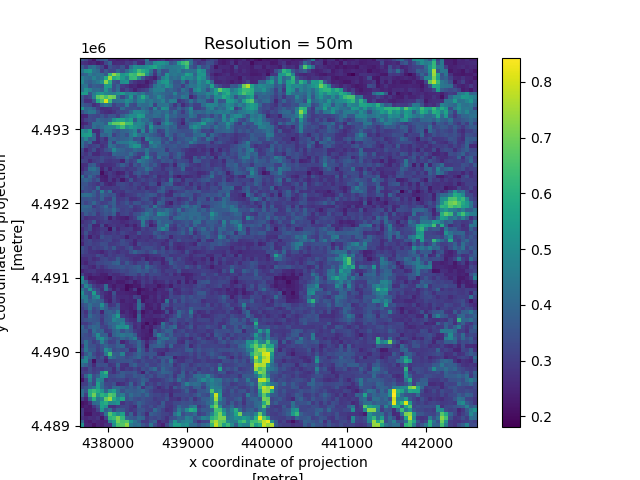 Resolution = 50m
1e6
4.493
4.492
4.491
4.490
4.489
y coordinate of projection
[metre]
438000 439000 440000 441000 442000
x coordinate of projection
[metre]
0.8
0.7
0.6
0.5
0.4
0.3
0.2